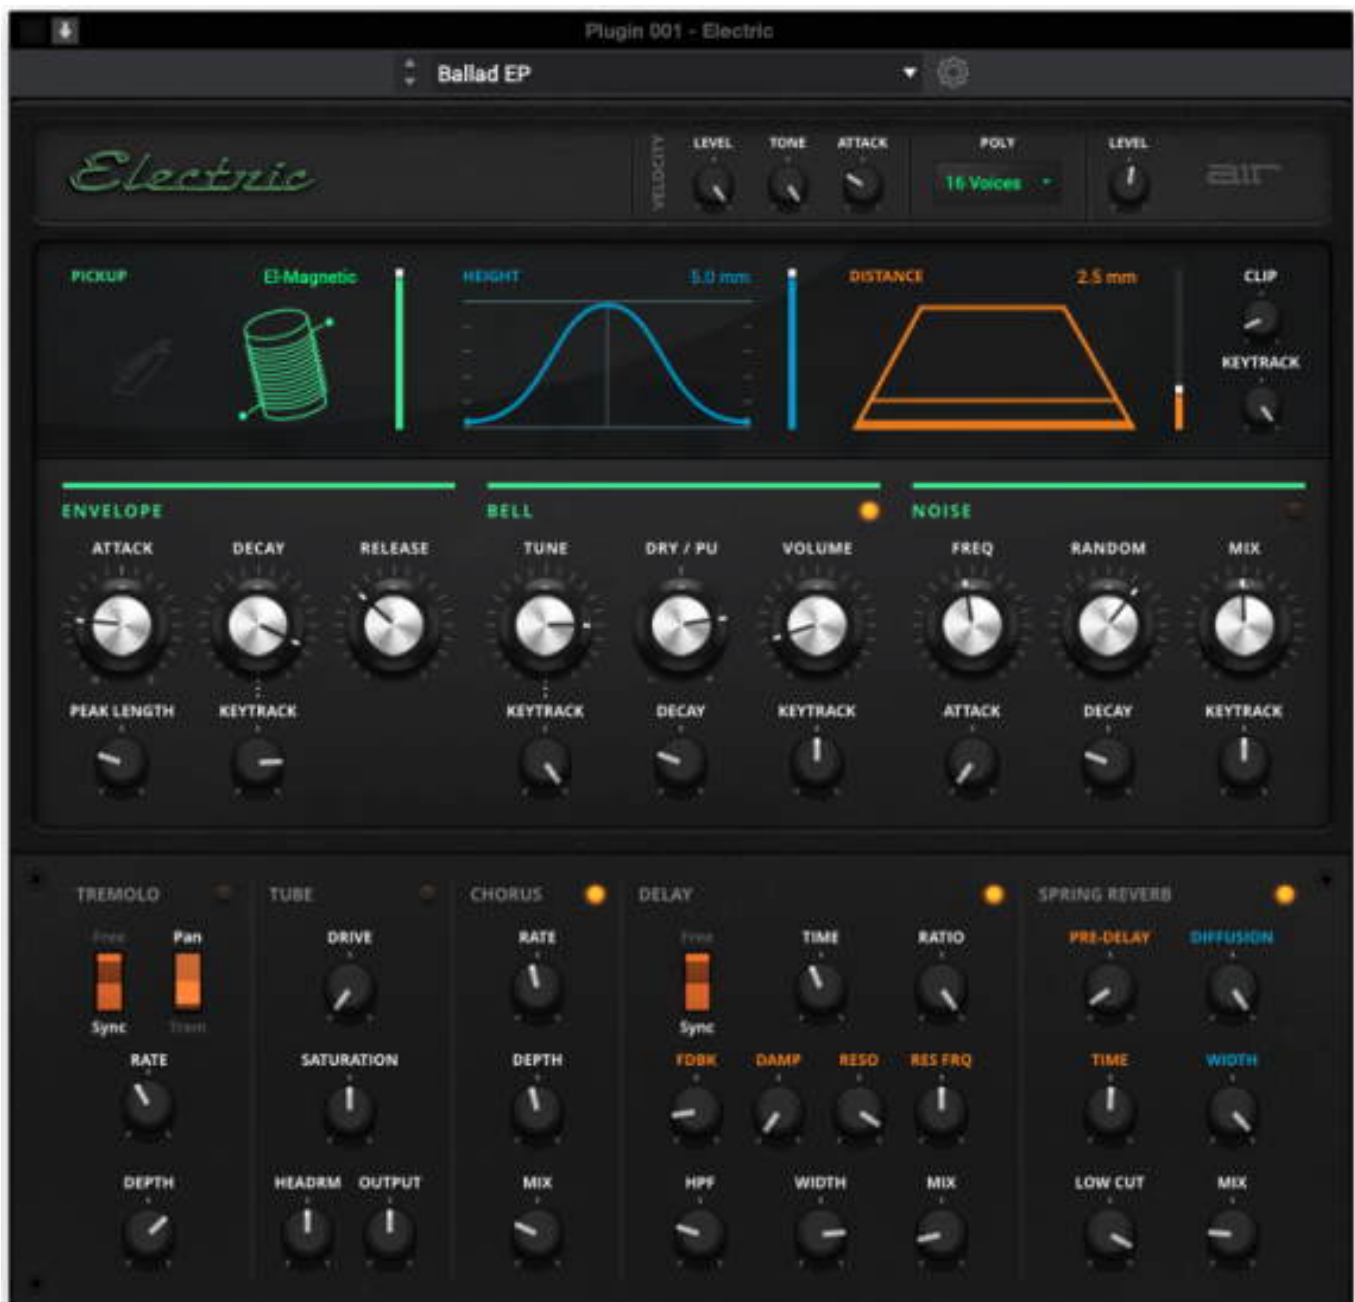 Plugin 001 - Electric
Ballad EP
Electric
VELOCITY
LEVEL TONE ATTACK
POLY
16 Voices
LEVEL
AIR
PICKUP El-Magnetic
HEIGHT 5.0 mm
DISTANCE 2.5 mm
CLIP
KEYTRACK
ENVELOPE
BELL
NOISE
ATTACK DECAY RELEASE
TUNE DRY / PU VOLUME
FREQ RANDOM MIX
PEAK LENGTH KEYTRACK
KEYTRACK DECAY KEYTRACK
ATTACK DECAY KEYTRACK
TREMOLO
Free Pan
Sync Trem
RATE
DEPTH
TUBE
DRIVE
SATURATION
HEADRM OUTPUT
CHORUS
RATE
DEPTH
MIX
DELAY
Free TIME RATIO
Sync
FDBK DAMP RESO RES FRQ
HPF WIDTH MIX
SPRING REVERB
PRE-DELAY DIFFUSION
TIME WIDTH
LOW CUT MIX